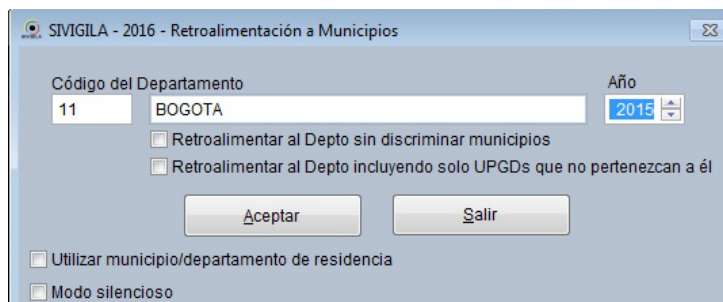 SIVIGILA - 2016 - Retroalimentación a Municipios
Código del Departamento Año
11 BOGOTA 2015
Retroalimentar al Depto sin discriminar municipios
Retroalimentar al Depto incluyendo solo UPGDs que no pertenezcan a él
Aceptar Salir
Utilizar municipio/departamento de residencia
Modo silencioso